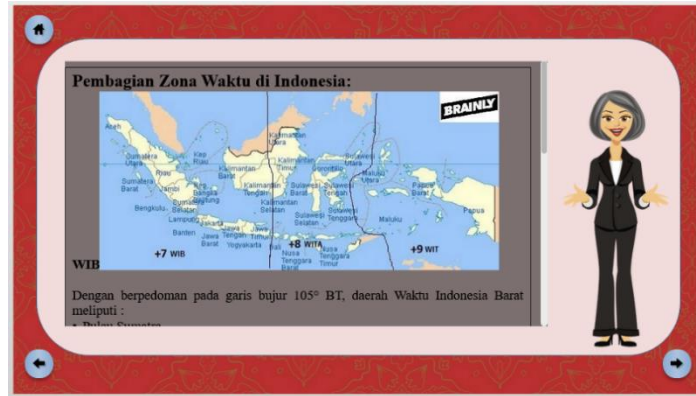 Pembagian Zona Waktu di Indonesia:
BRAINLY
Aceh
Kalimantan
Utara
Sumatera
Utara
Kep
Riau
Riau
Kalimantan
Barat
Kalimantan
Timur
Gorontalo
Sulawesi
Utara
Maluku
Utara
Sumatera
Barat
Jambi
Kep
Bangka
Belitung
Kalimantan
Tengah
Sulawesi
Barat
Sulawesi
Tengah
Papua
Barat
Bengkulu
Sumatera
Selatan
Kalimantan
Selatan
Papua
Lampung
Jakarta
Sulawesi
Selatan
Sulawesi
Tenggara
Maluku
Banten
Jawa
Barat
Jawa
Tengah
Jawa
Timur
Yogyakarta
Bali
+7 WIB
+8 WITA
+9 WIT
Nusa
Tenggara
Barat
Nusa
Tenggara
Timur
WIB
Dengan berpedoman pada garis bujur 105° BT, daerah Waktu Indonesia Barat
meliputi :
• Pulau Sumatra